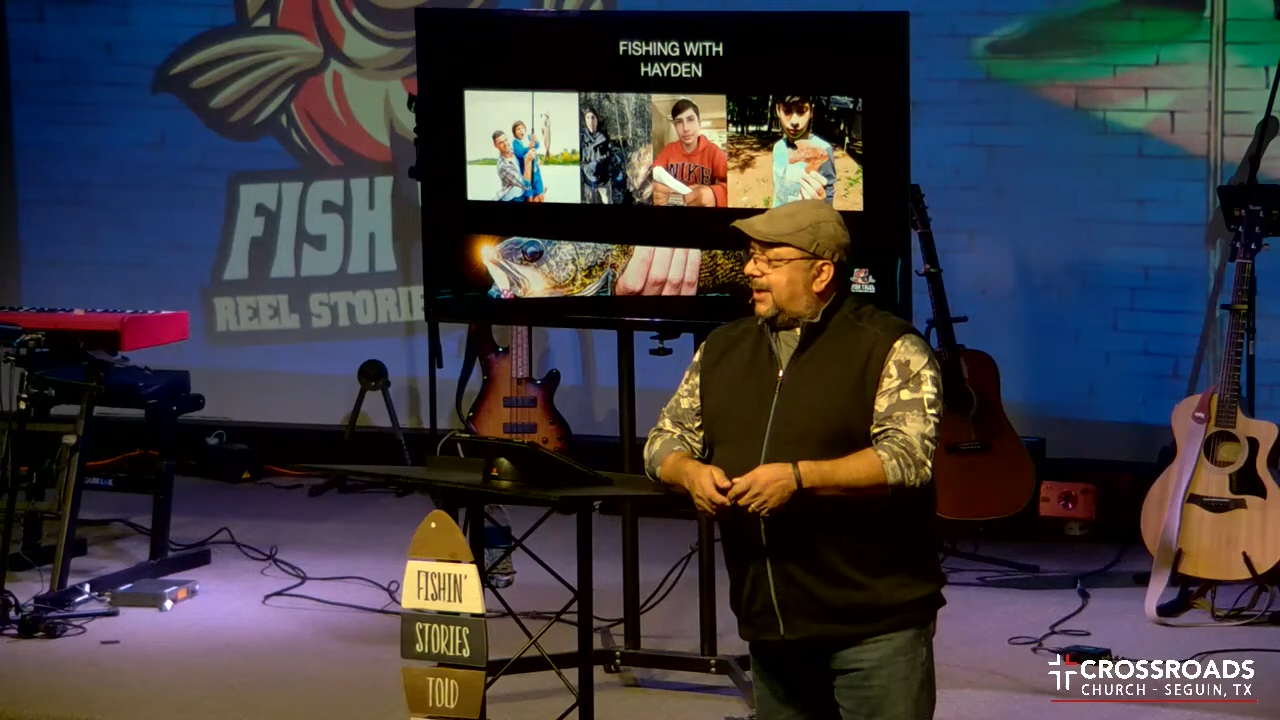 FISHING WITH
HAYDEN
NIKE
FISH
REEL STORIES
FISHIN'
STORIES
TOLD
CROSSROADS
CHURCH - SEGUIN, TX